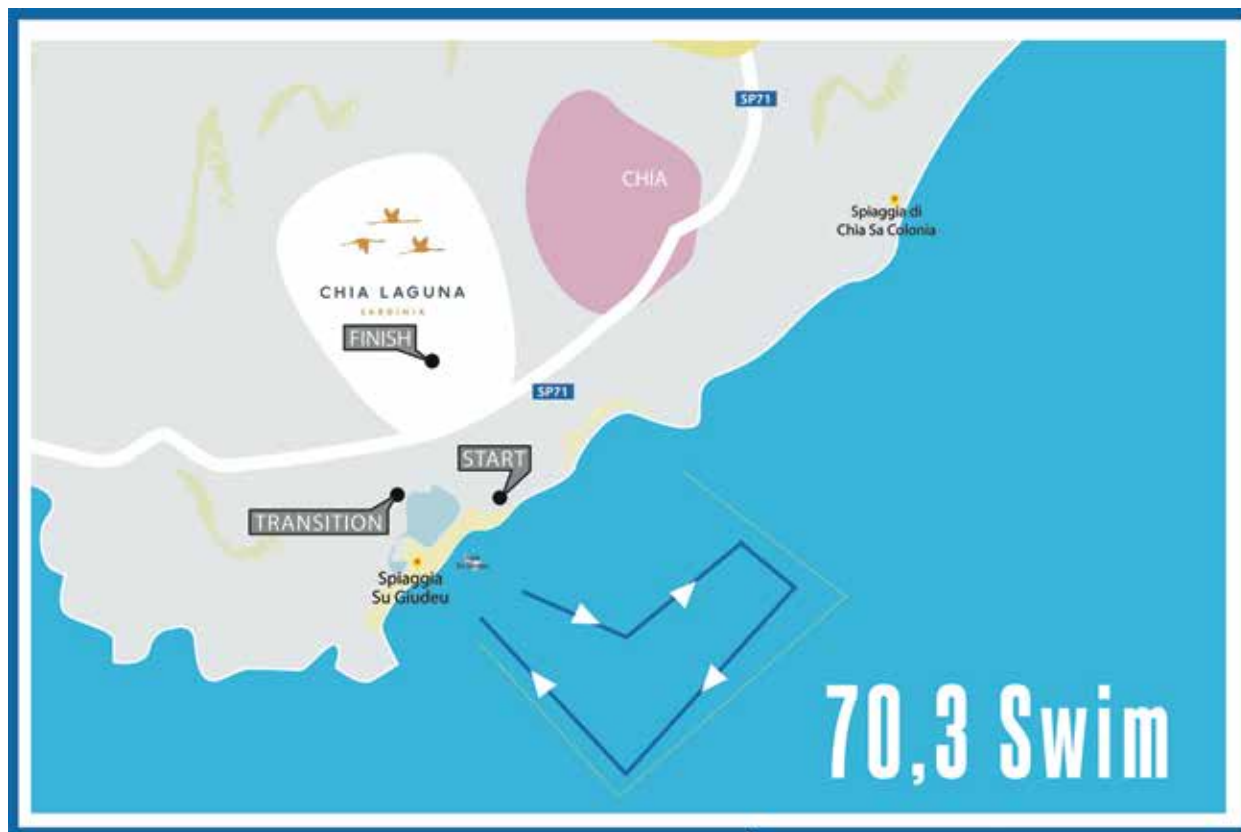 SP71
CHIA
Spiaggia di
Chia Sa Colonia
CHIA LAGUNA
SARDINIA
FINISH
SP71
START
TRANSITION
Spiaggia
Su Giudeu
70,3 Swim